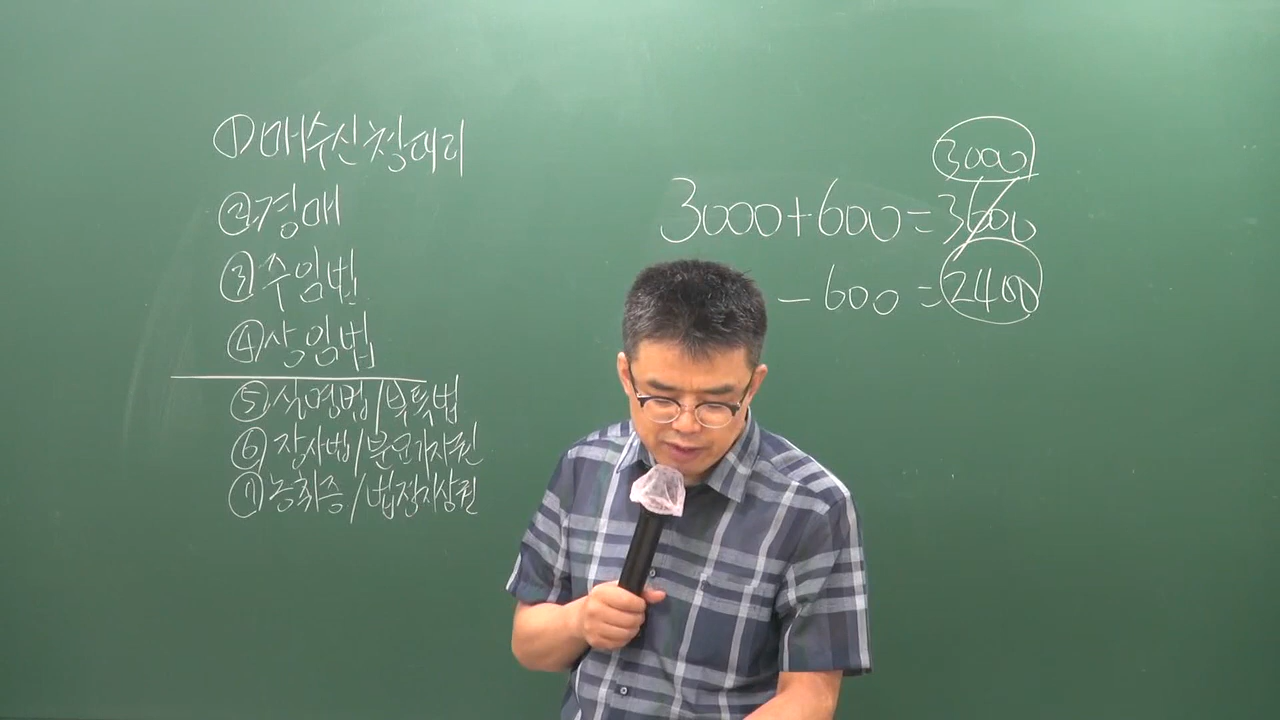 ①매수신청대리
②경매
③주임법
④상임법
⑤실명법/부특법
⑥장사법/분묘기지권
⑦농취증/법정지상권
3000
3000+600=3600
-600=2400